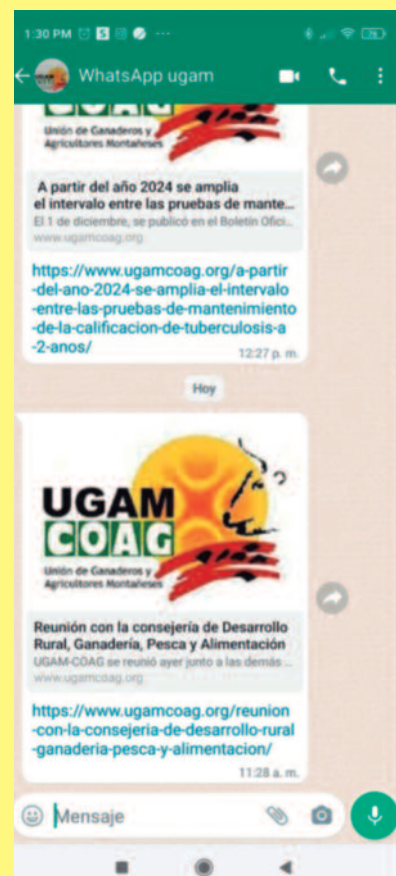 1:30 PM
WhatsApp ugam
Unión de Ganaderos y
Agricultores Montañeses
A partir del año 2024 se amplia
el intervalo entre las pruebas de mante...
El 1 de diciembre, se publicó en el Boletín Ofici...
www.ugamcoag.org
https://www.ugamcoag.org/a-partir
-del-ano-2024-se-amplia-el-intervalo
-entre-las-pruebas-de-mantenimiento
-de-la-calificacion-de-tuberculosis-a
-2-anos/
12:27 p. m.
Hoy
UGAM
COAG
Unión de Ganaderos y
Agricultores Montañeses
Reunión con la consejería de Desarrollo
Rural, Ganadería, Pesca y Alimentación
UGAM-COAG se reunió ayer junto a las demás ...
www.ugamcoag.org
https://www.ugamcoag.org/reunion
-con-la-consejeria-de-desarrollo-rural
-ganaderia-pesca-y-alimentacion/
11:28 a. m.
Mensaje